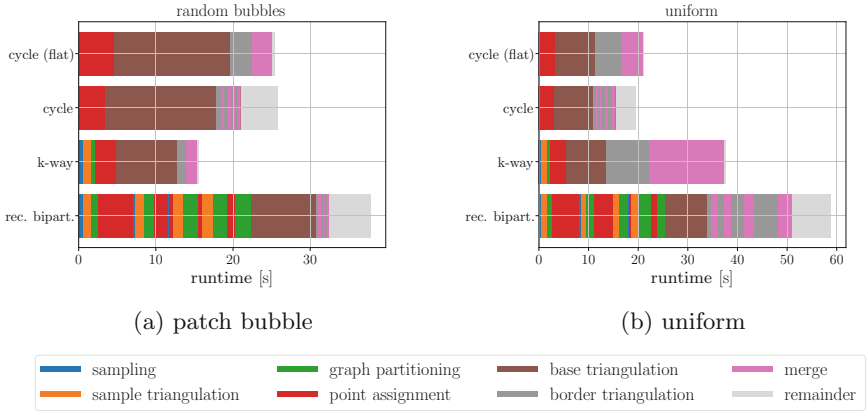 random bubbles
cycle (flat)
cycle
k-way
rec. bipart.
0 10 20 30
runtime [s]
(a) patch bubble
uniform
cycle (flat)
cycle
k-way
rec. bipart.
0 10 20 30 40 50 60
runtime [s]
(b) uniform
sampling graph partitioning base triangulation merge
sample triangulation point assignment border triangulation remainder